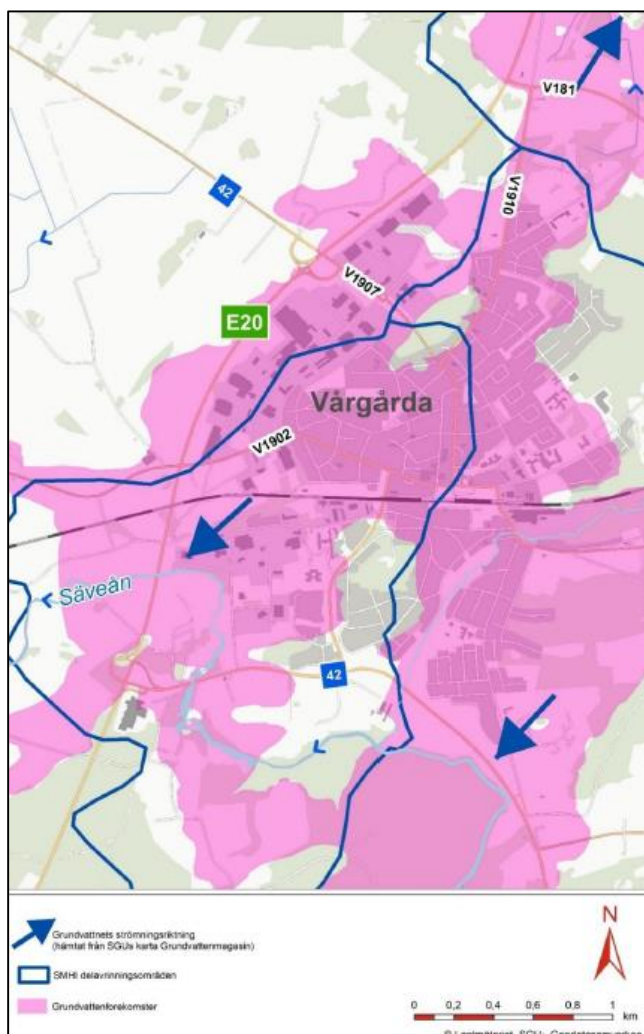 V181
42
V1910
V1907
E20
Vårgårda
V1902
Säveån
42
Grundvattnets strömningsriktning
(hämtat från SGUs karta Grundvattenmagasin)
SMHI delavrinningsområden
Grundvattenförekomster
N
0 0,2 0,4 0,6 0,8 1
km